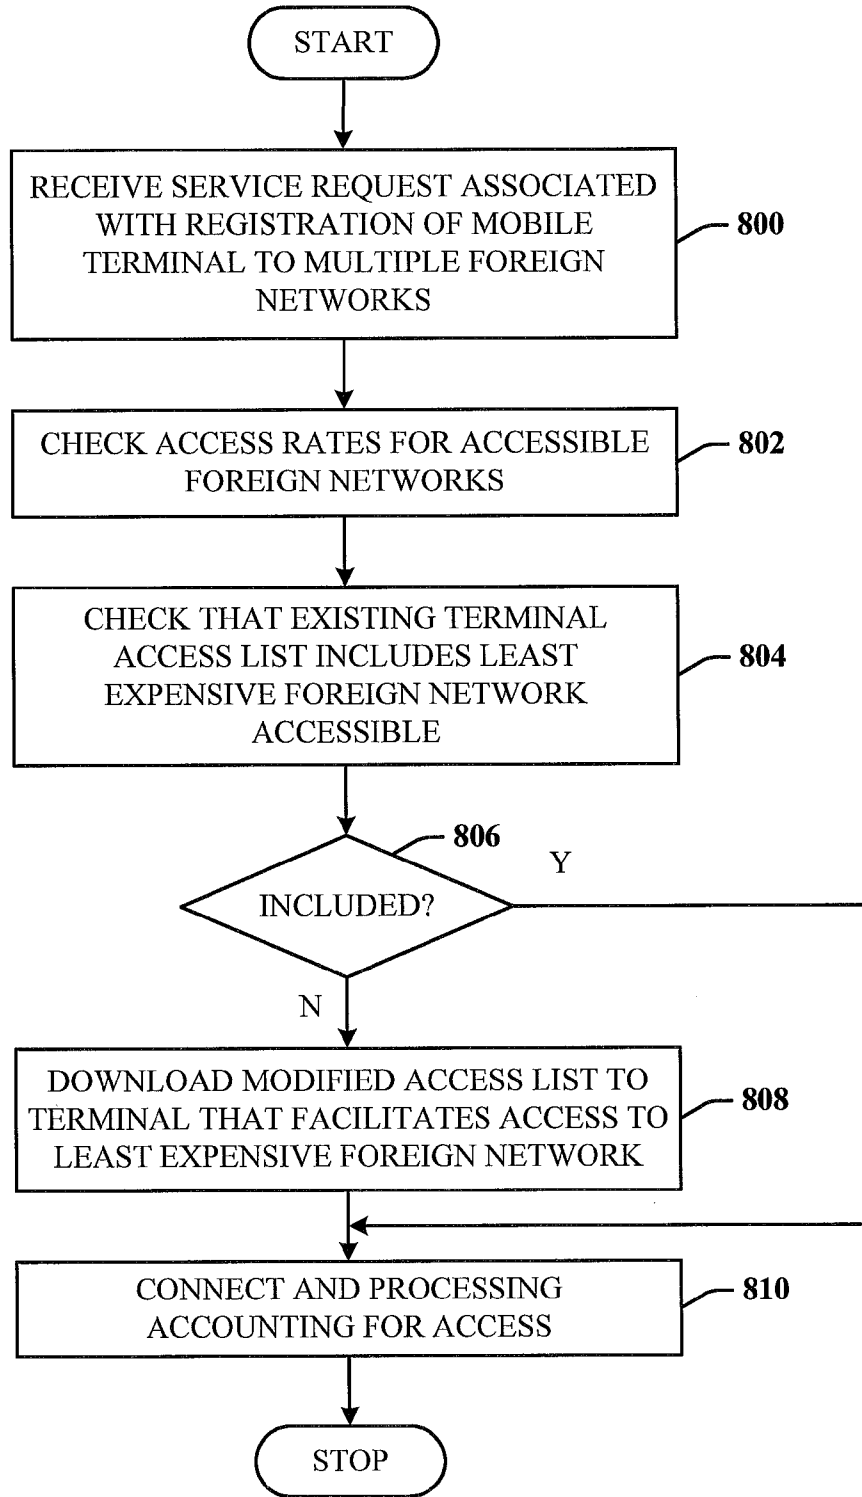 START
RECEIVE SERVICE REQUEST ASSOCIATED
WITH REGISTRATION OF MOBILE
TERMINAL TO MULTIPLE FOREIGN
NETWORKS
800
CHECK ACCESS RATES FOR ACCESSIBLE
FOREIGN NETWORKS
802
CHECK THAT EXISTING TERMINAL
ACCESS LIST INCLUDES LEAST
EXPENSIVE FOREIGN NETWORK
ACCESSIBLE
804
806
Y
INCLUDED?
N
DOWNLOAD MODIFIED ACCESS LIST TO
TERMINAL THAT FACILITATES ACCESS TO
LEAST EXPENSIVE FOREIGN NETWORK
808
CONNECT AND PROCESSING
ACCOUNTING FOR ACCESS
810
STOP